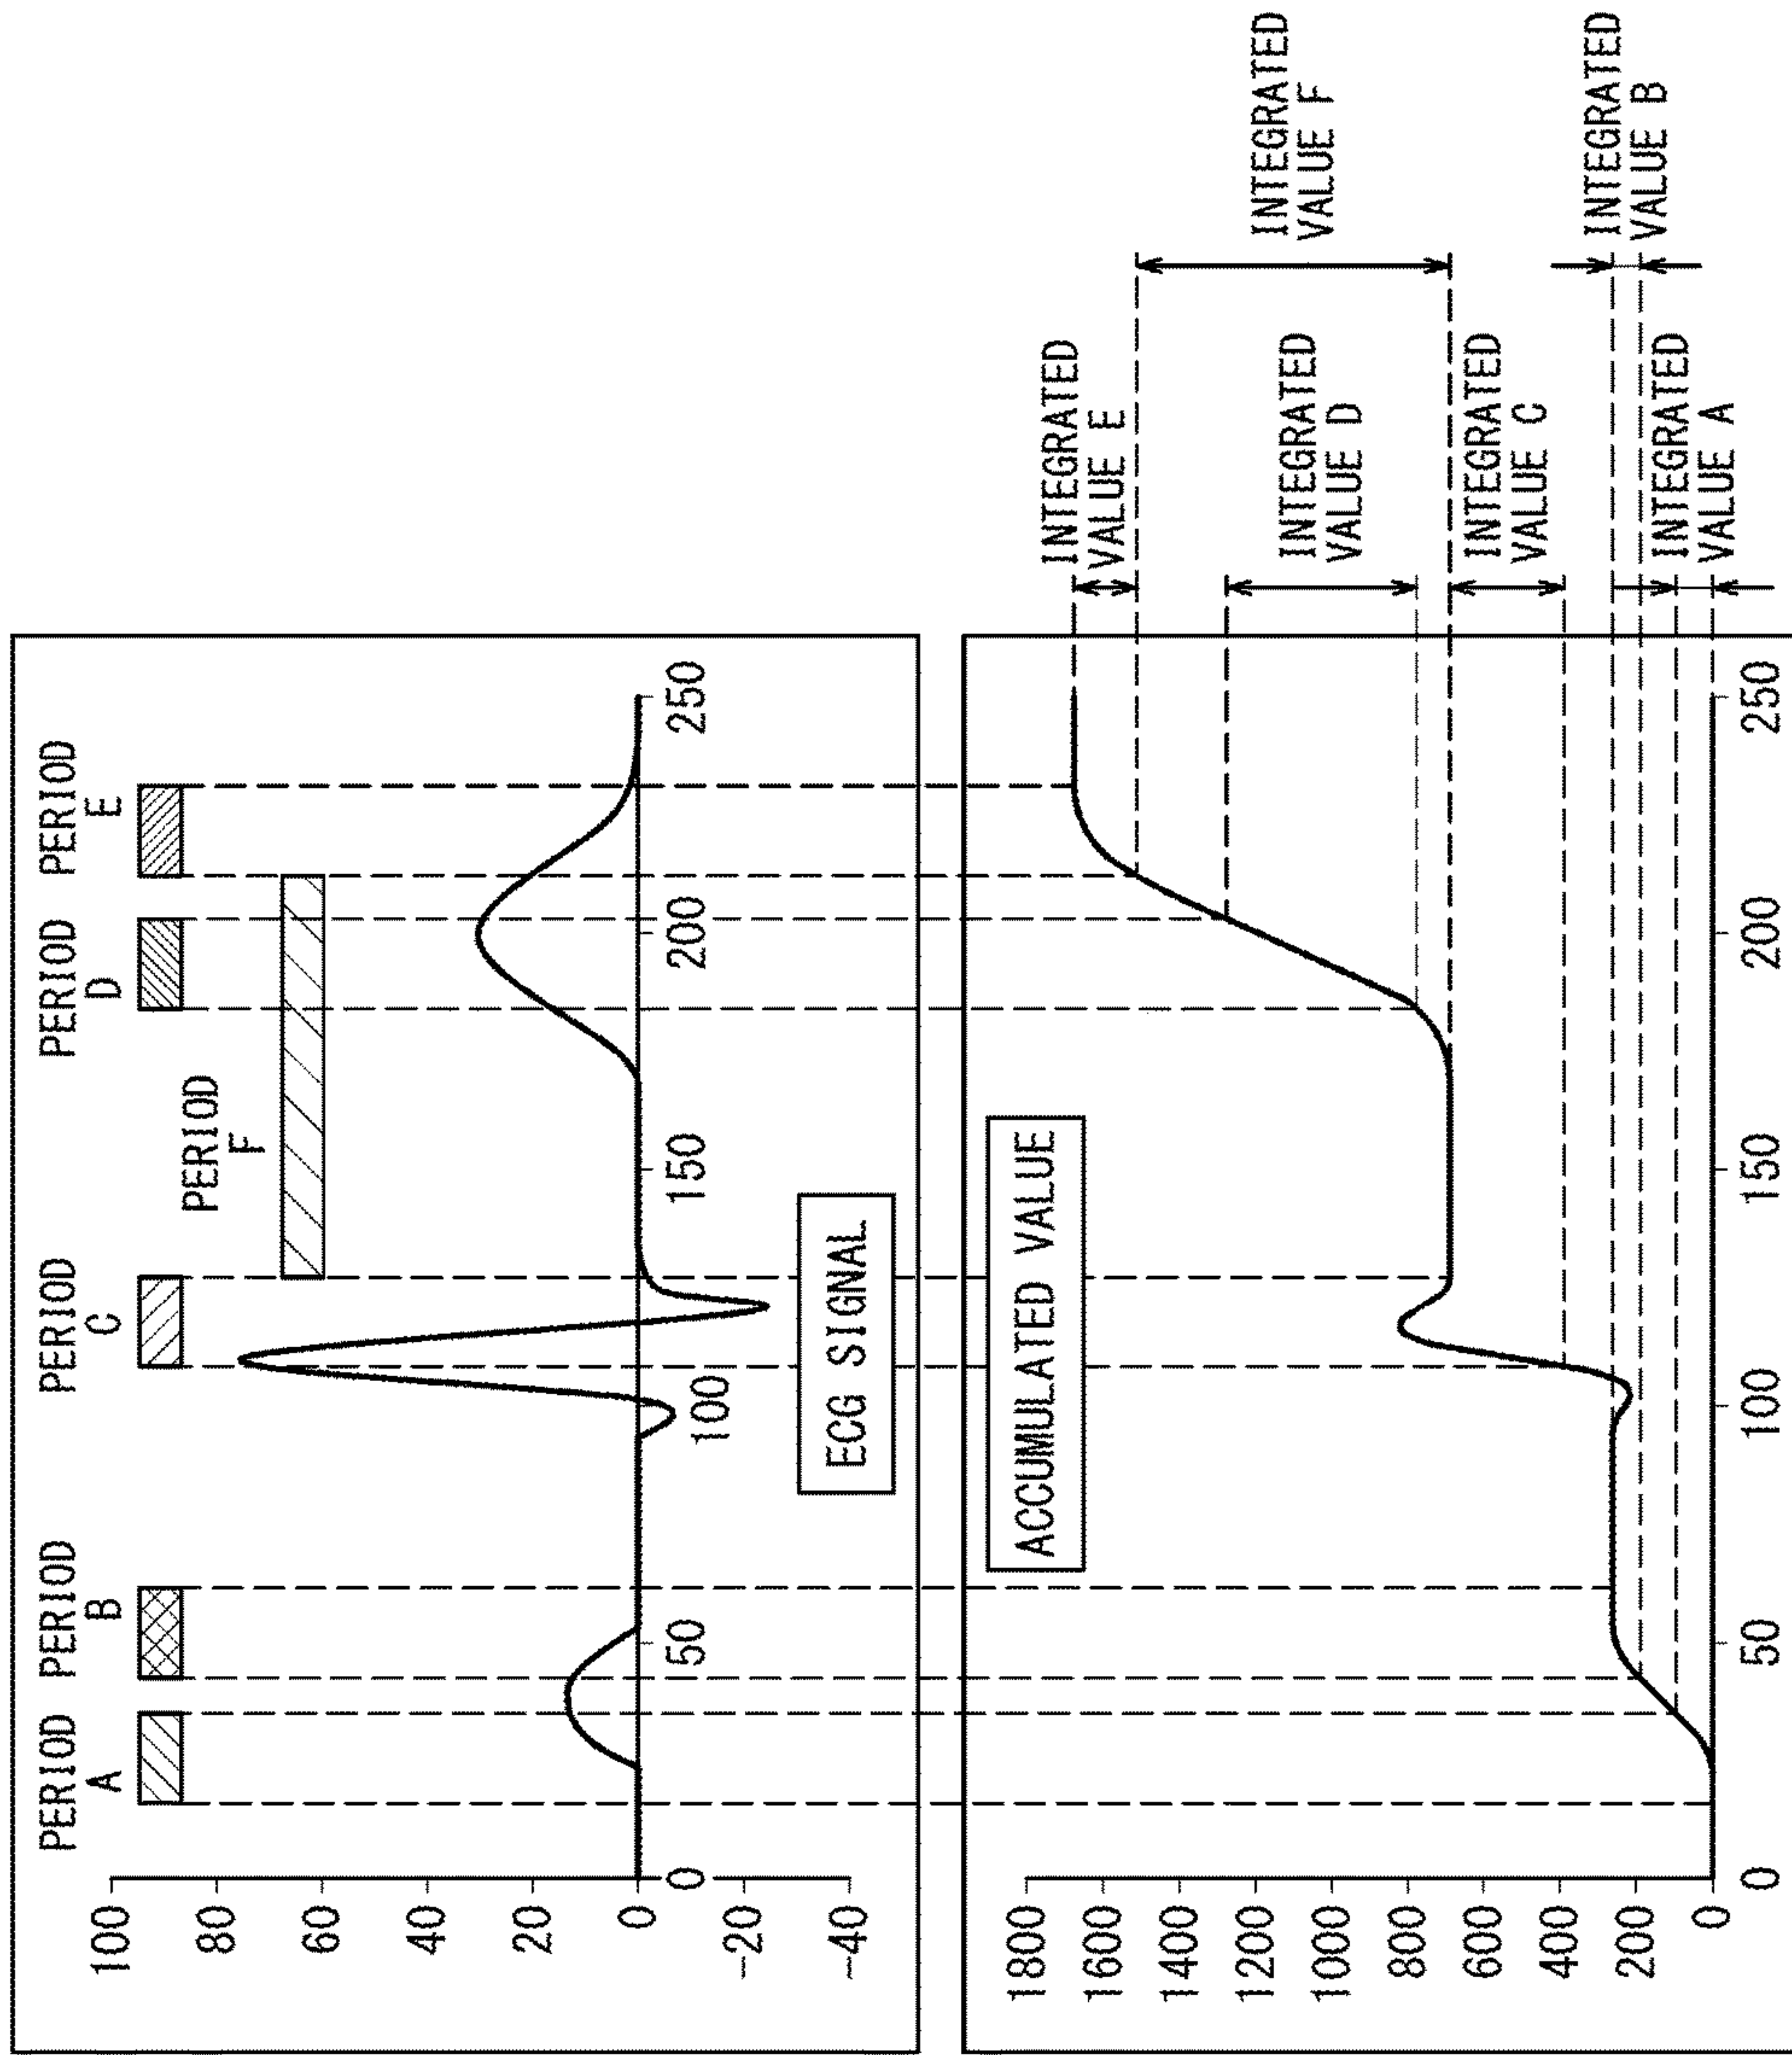 PERIOD
A
PERIOD
B
PERIOD
C
PERIOD
F
PERIOD
D
PERIOD
E
100
80
60
40
20
0
-20
-40
0
50
100
150
200
250
ECG SIGNAL
ACCUMULATED VALUE
1800
1600
1400
1200
1000
800
600
400
200
0
0
50
100
150
200
250
INTEGRATED
VALUE E
INTEGRATED
VALUE F
INTEGRATED
VALUE D
INTEGRATED
VALUE C
INTEGRATED
VALUE B
INTEGRATED
VALUE A